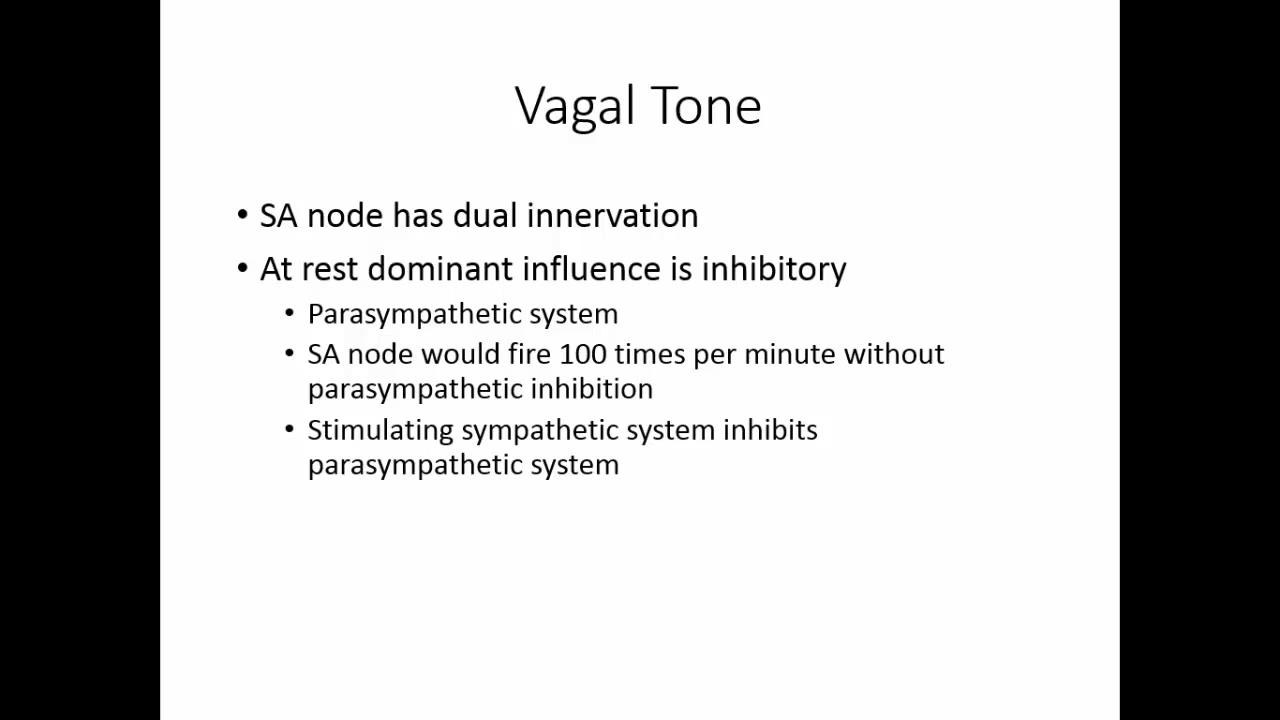 Vagal Tone
• SA node has dual innervation
• At rest dominant influence is inhibitory
• Parasympathetic system
• SA node would fire 100 times per minute without
parasympathetic inhibition
• Stimulating sympathetic system inhibits
parasympathetic system